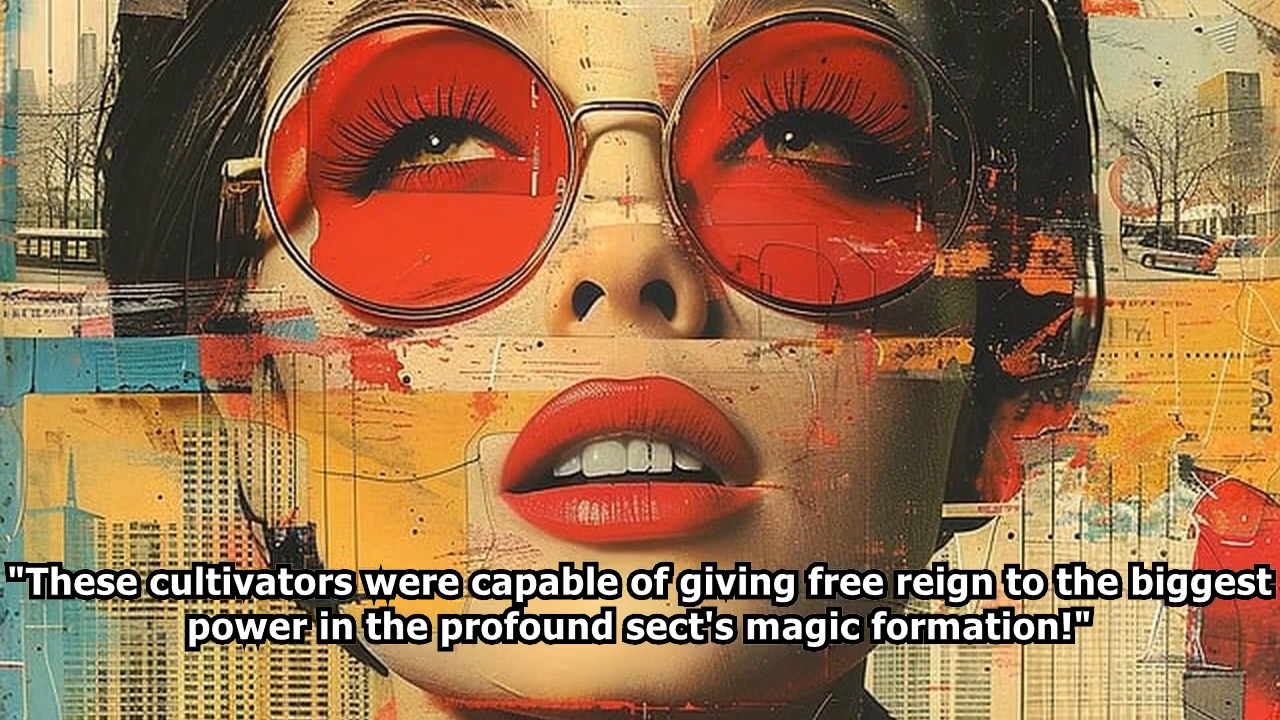 "These cultivators were capable of giving free reign to the biggest
power in the profound sect's magic formation!"